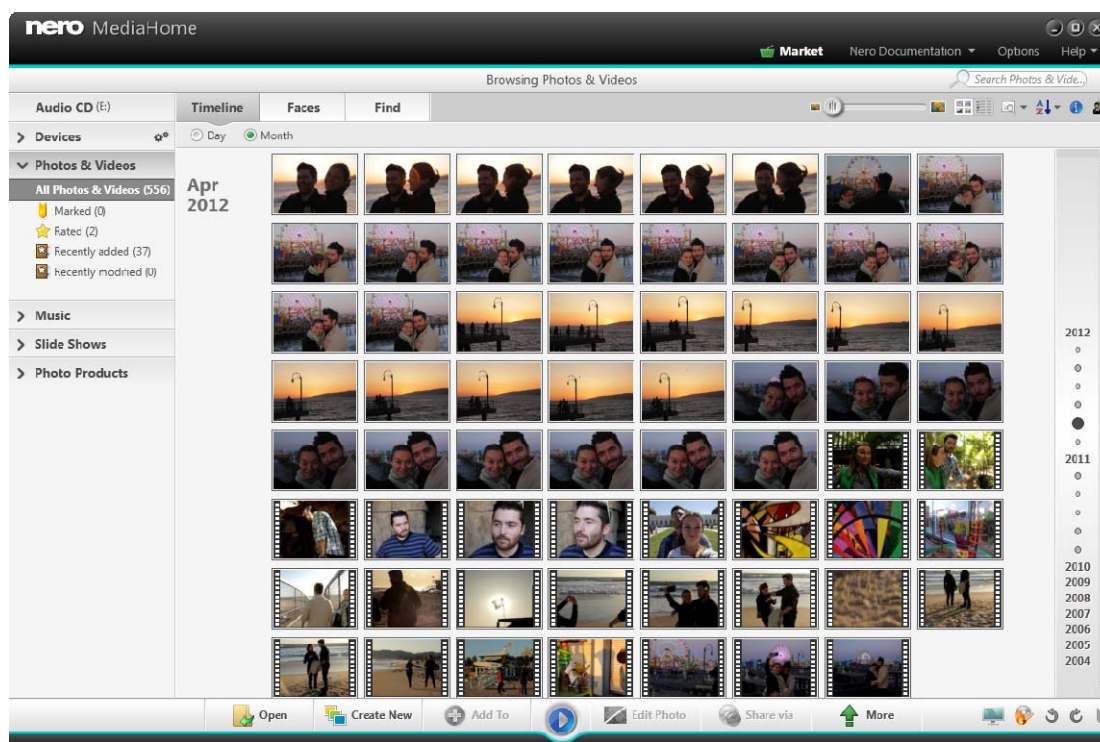 nero MediaHome
Market Nero Documentation Options Help
Browsing Photos & Videos
Search Photos & Vide...
Audio CD (E:)
Timeline Faces Find
Devices
Day Month
Photos & Videos
All Photos & Videos (556)
Marked (0)
Rated (2)
Recently added (37)
Recently modified (0)
Music
Slide Shows
Photo Products
Apr
2012
2012
2011
2010
2009
2008
2007
2006
2005
2004
Open Create New Add To Edit Photo Share via More